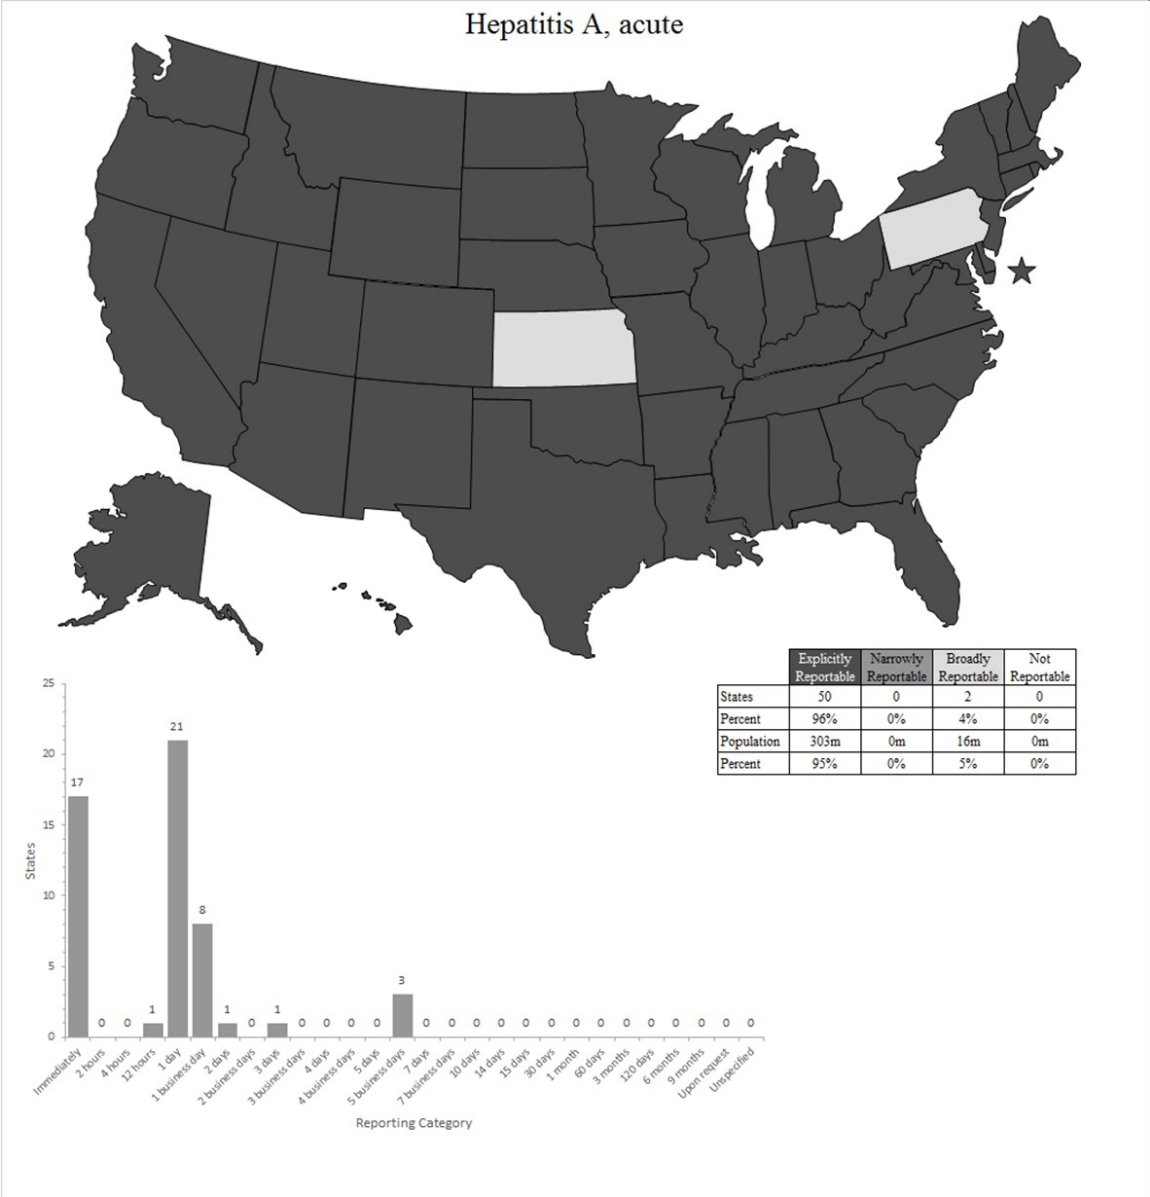 Hepatitis A, acute
Explicitly Reportable Narrowly Reportable Broadly Reportable Not Reportable
States 50 0 2 0
Percent 96% 0% 4% 0%
Population 303m 0m 16m 0m
Percent 95% 0% 5% 0%
25
20
15
10
5
0
States
17 0 0 1 21 8 1 0 1 0 0 0 0 3 0 0 0 0 0 0 0 0 0 0 0 0 0 0
Immediately
2 hours
4 hours
12 hours
1 day
1 business day
2 days
2 business days
3 days
3 business days
4 days
4 business days
5 days
5 business days
7 days
7 business days
10 days
14 days
15 days
30 days
1 month
60 days
3 months
120 days
6 months
9 months
Upon request
Unspecified
Reporting Category